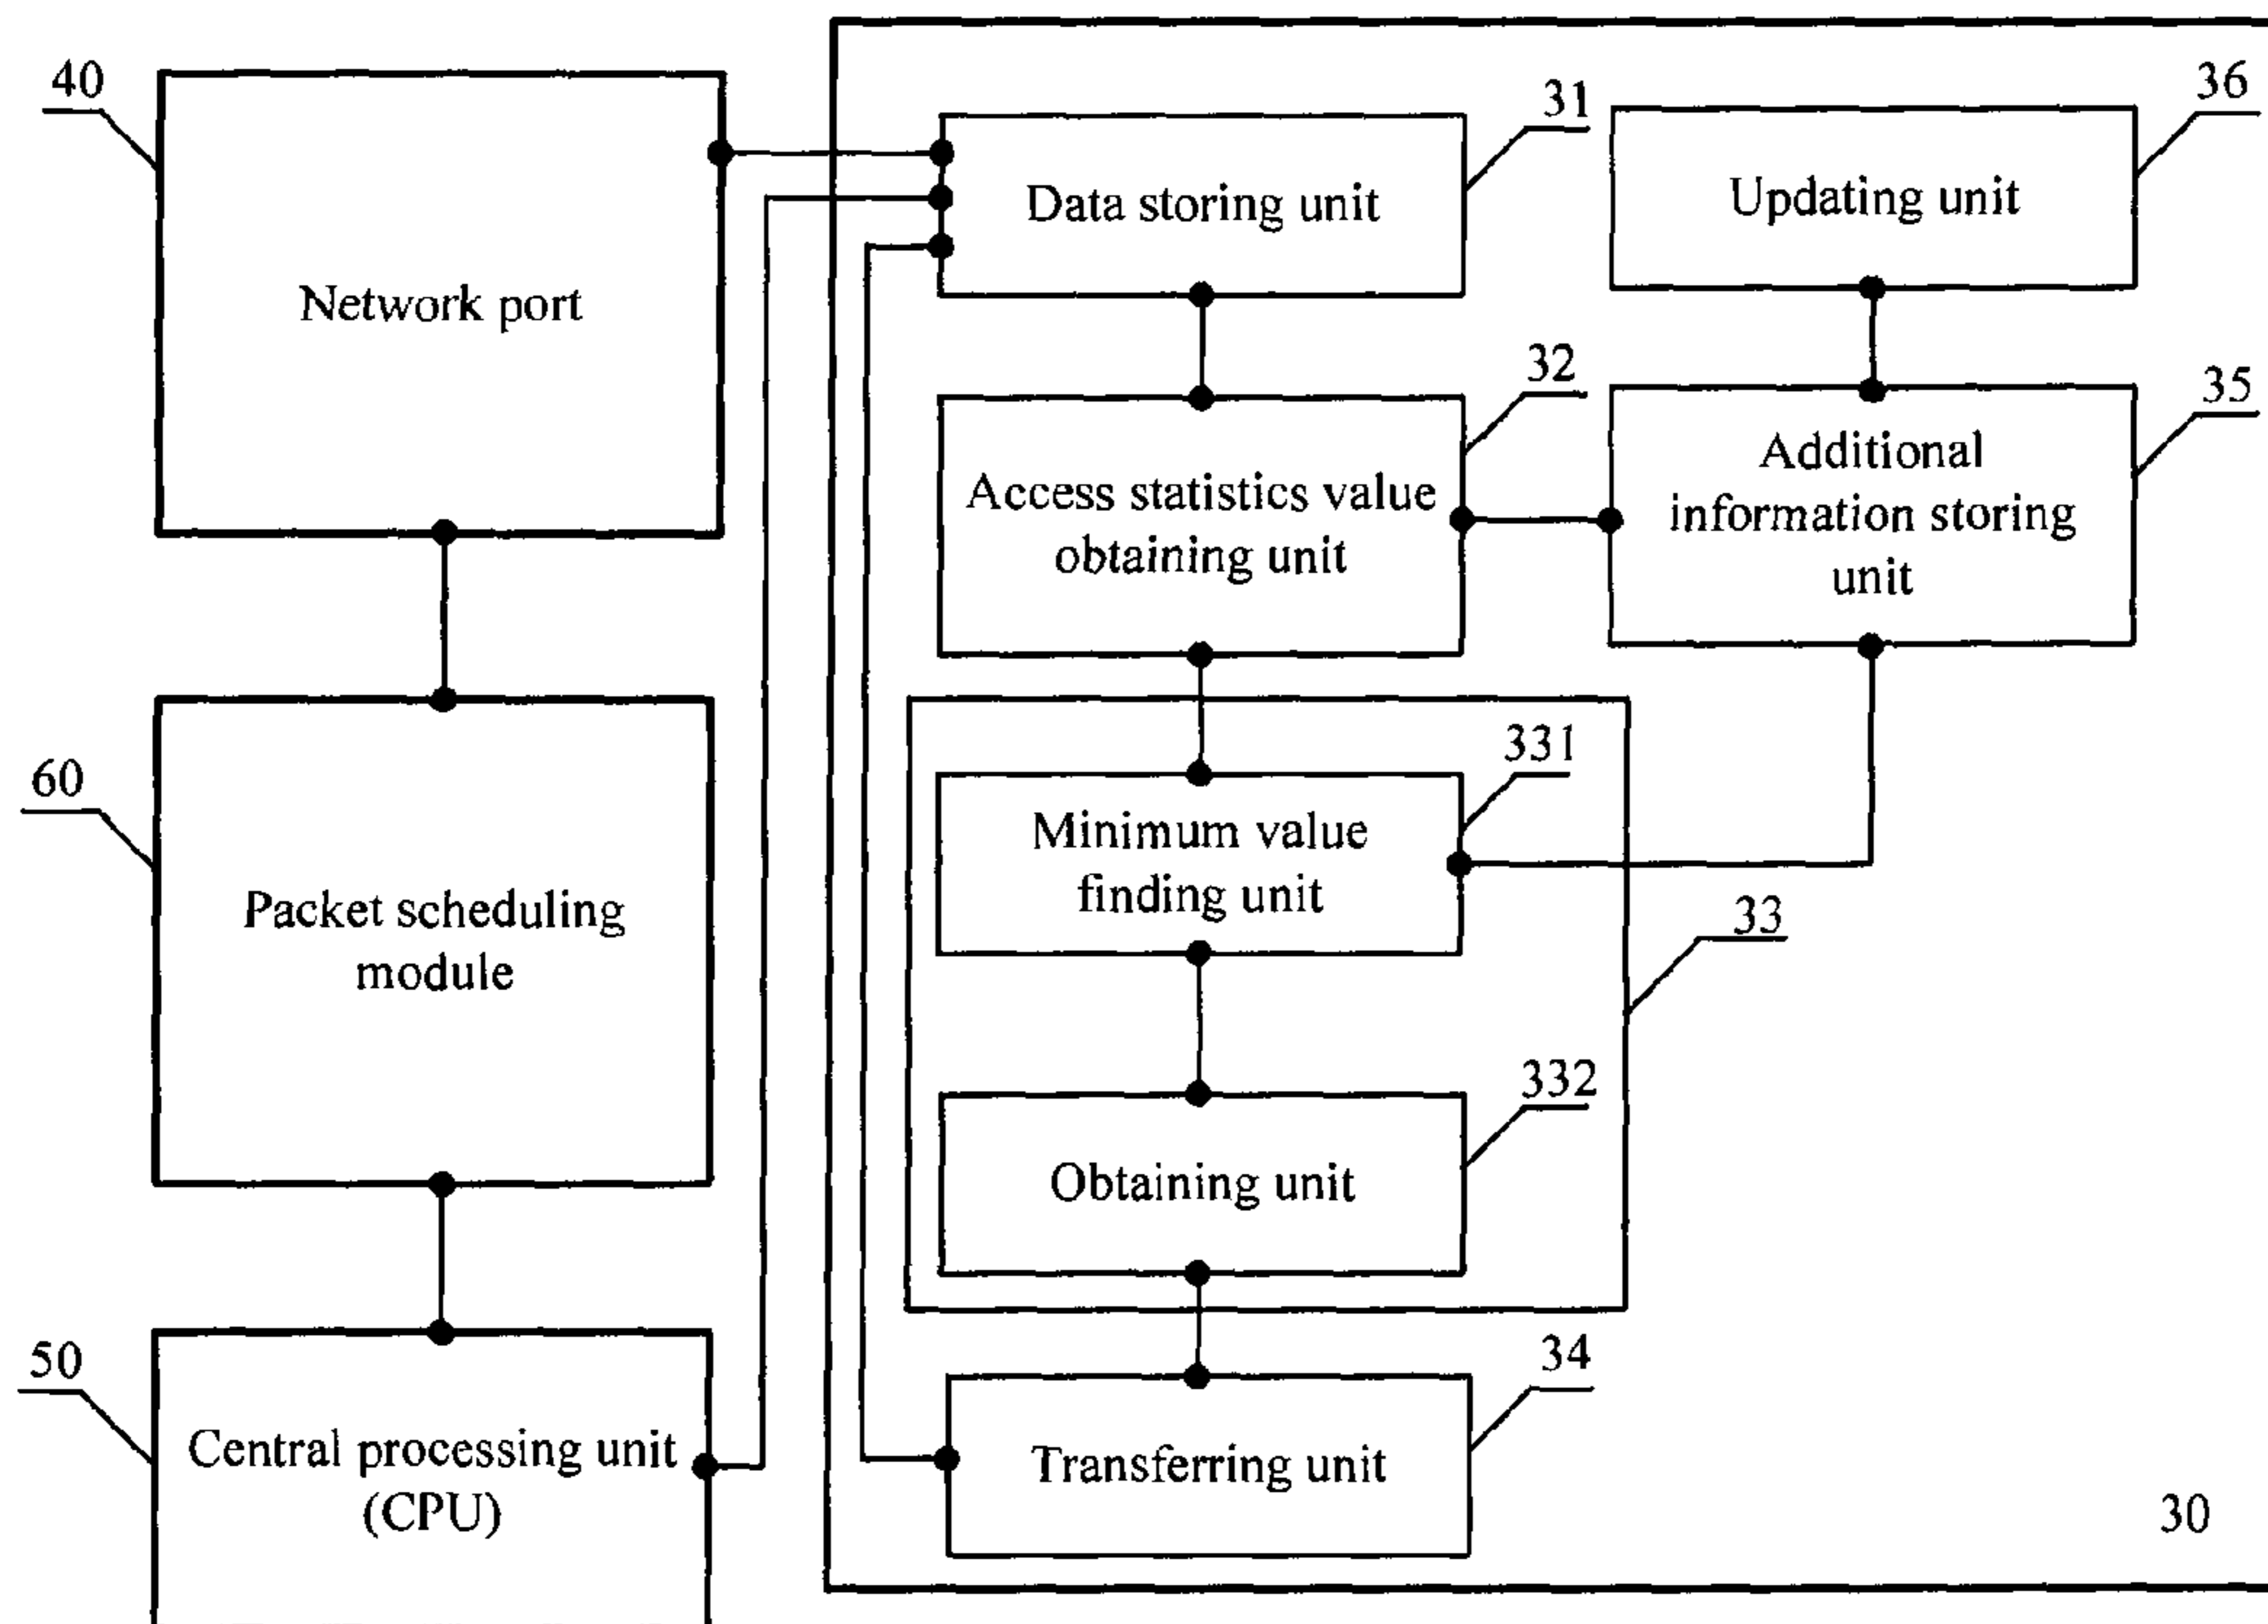 40
Network port
60
Packet scheduling
module
50
Central processing unit
(CPU)
31
Data storing unit
36
Updating unit
32
Access statistics value
obtaining unit
35
Additional
information storing
unit
331
Minimum value
finding unit
33
332
Obtaining unit
34
Transferring unit
30